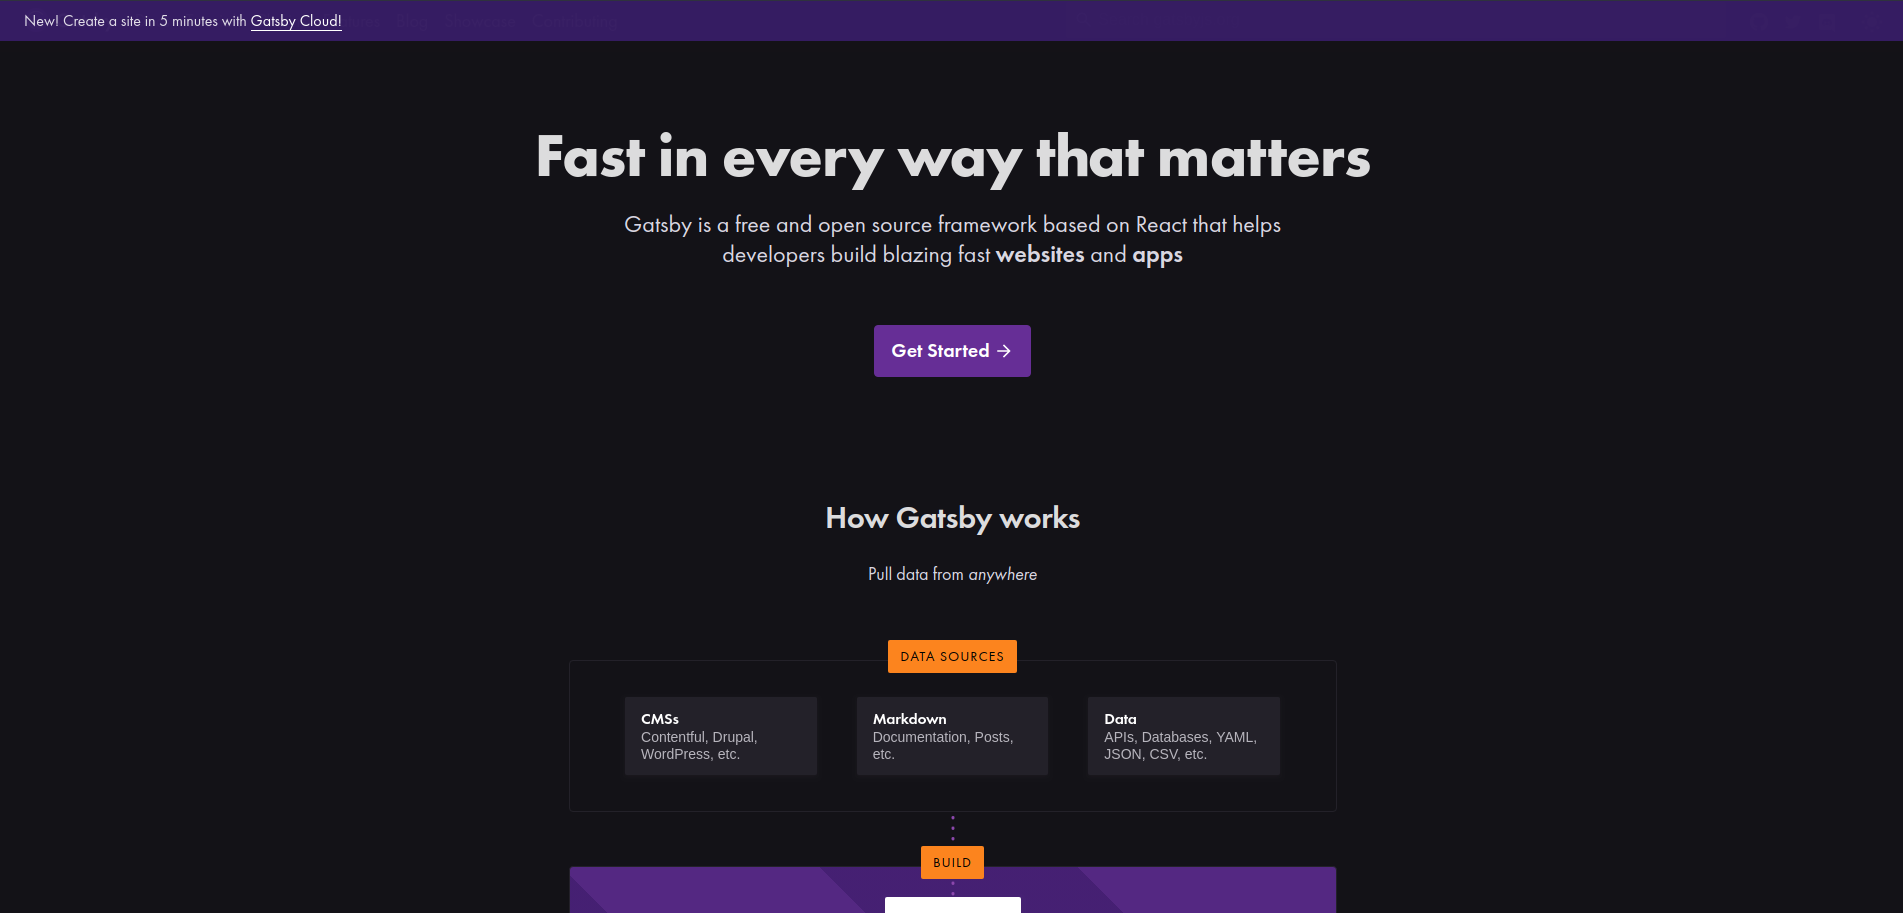 New! Create a site in 5 minutes with Gatsby Cloud!
Fast in every way that matters
Gatsby is a free and open source framework based on React that helps
developers build blazing fast websites and apps
Get Started →
How Gatsby works
Pull data from anywhere
DATA SOURCES
CMSs
Contentful, Drupal,
WordPress, etc.
Markdown
Documentation, Posts,
etc.
Data
APIs, Databases, YAML,
JSON, CSV, etc.
BUILD